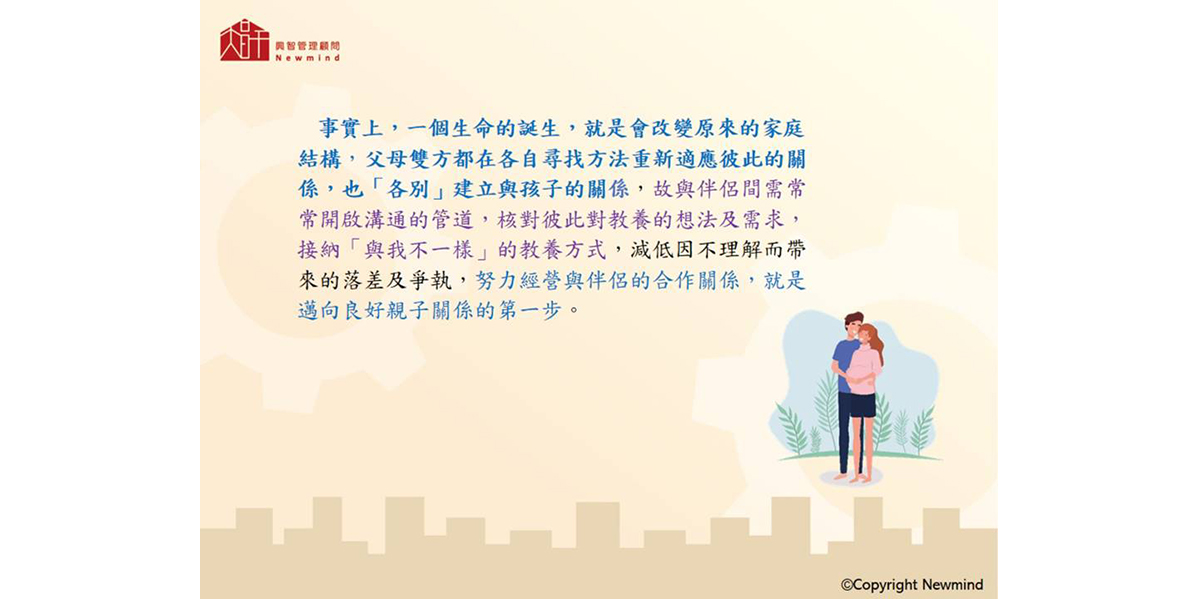 興智管理顧問
Newmind
事實上，一個生命的誕生，就是會改變原來的家庭
結構，父母雙方都在各自尋找方法重新適應彼此的關
係，也「各別」建立與孩子的關係，故與伴侶間需常
常開啟溝通的管道，核對彼此對教養的想法及需求，
接納「與我不一樣」的教養方式，減低因不理解而帶
來的落差及爭執，努力經營與伴侶的合作關係，就是
邁向良好親子關係的第一步。
©Copyright Newmind